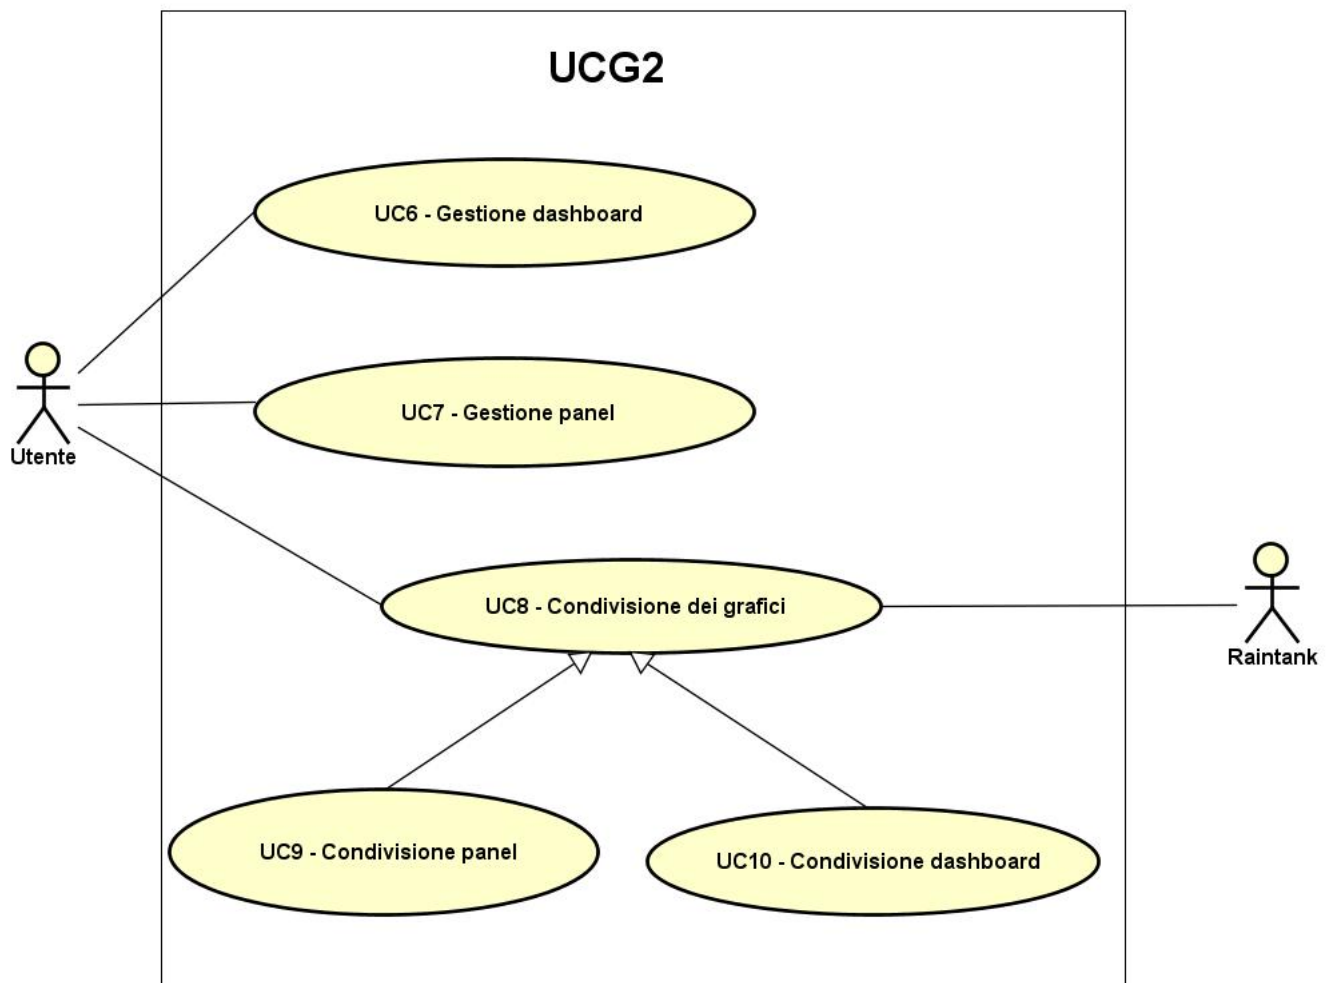 UCG2
UC6 - Gestione dashboard
UC7 - Gestione panel
Utente
UC8 - Condivisione dei grafici
Raintank
UC9 - Condivisione panel
UC10 - Condivisione dashboard